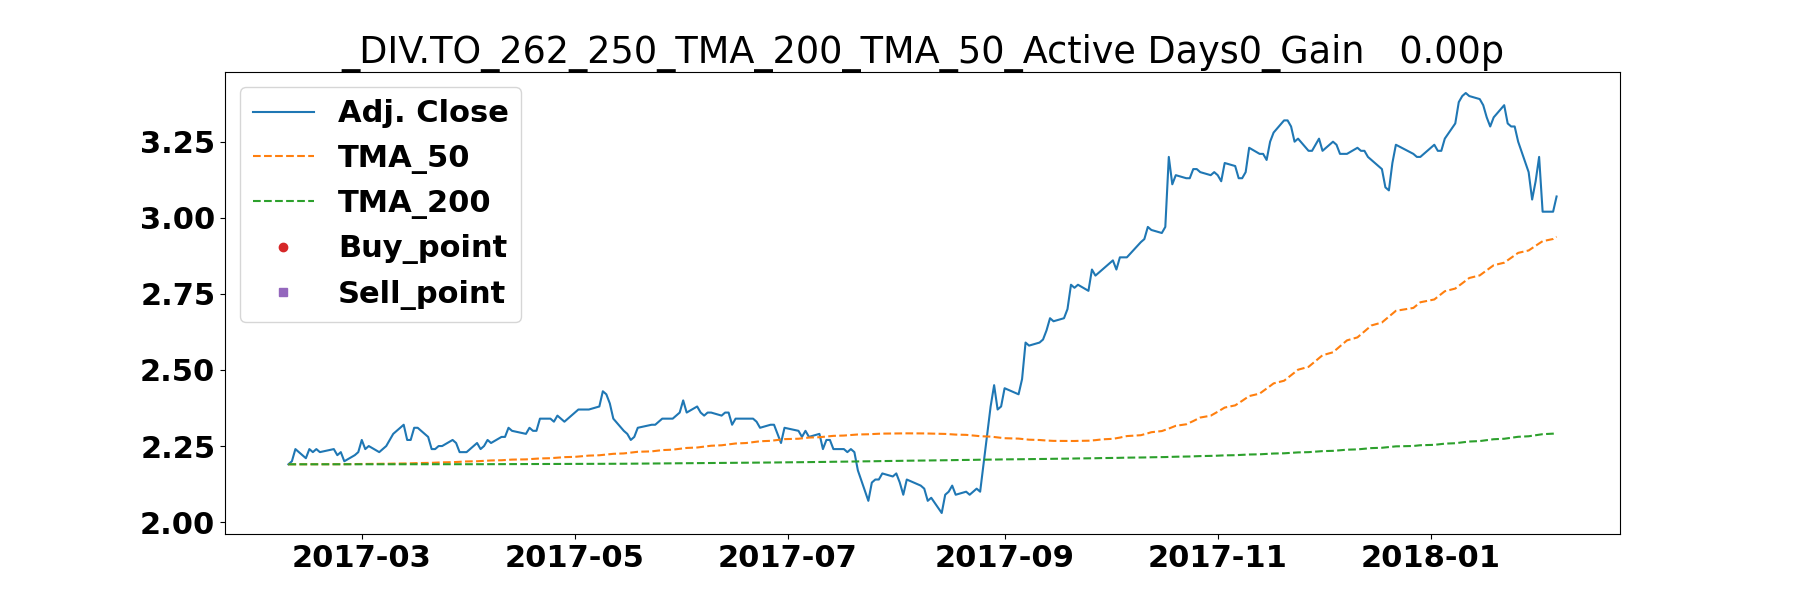 _DIV.TO_262_250_TMA_200_TMA_50_Active Days0_Gain   0.00p
Adj. Close
TMA_50
TMA_200
Buy_point
Sell_point
3.25
3.00
2.75
2.50
2.25
2.00
2017-03 2017-05 2017-07 2017-09 2017-11 2018-01